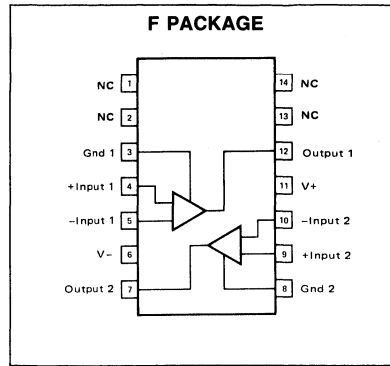 F PACKAGE
NC 1 14 NC
NC 2 13 NC
Gnd 1 3 12 Output 1
+Input 1 4 11 V+
−Input 1 5 10 −Input 2
V− 6 9 +Input 2
Output 2 7 8 Gnd 2